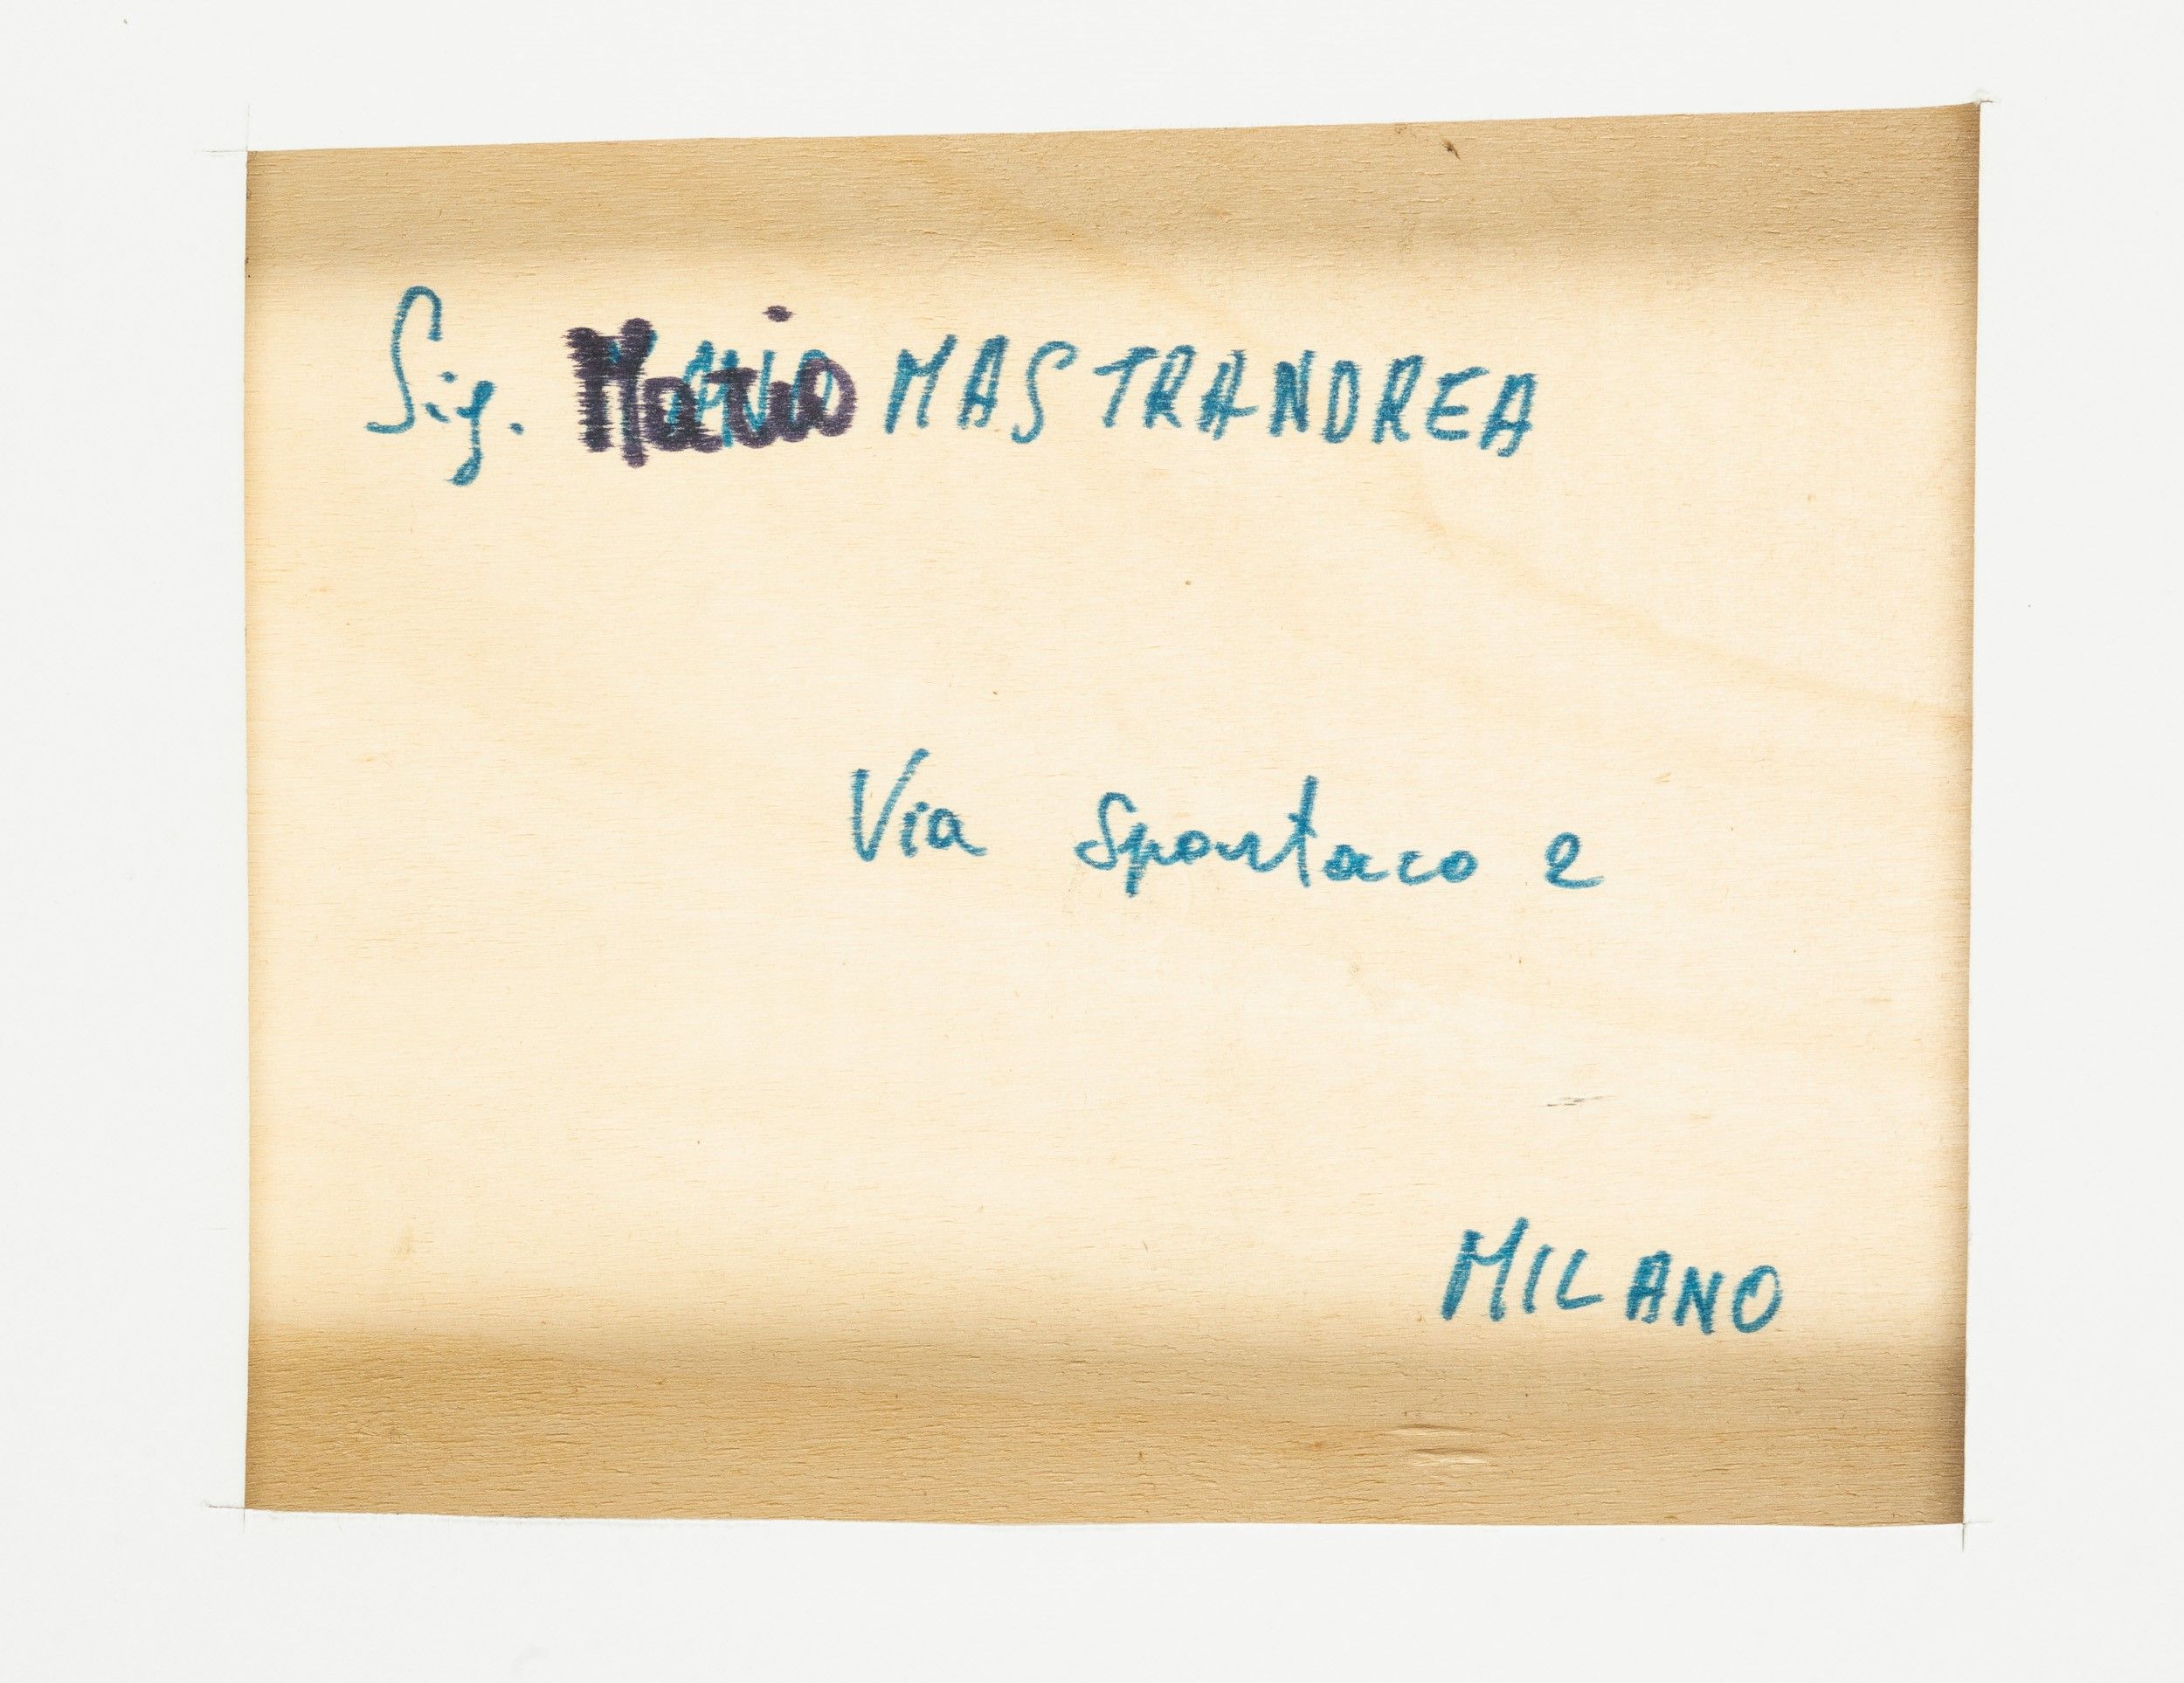 Sig. Mario MASTRANDREA
Via Spartaco 2
MILANO